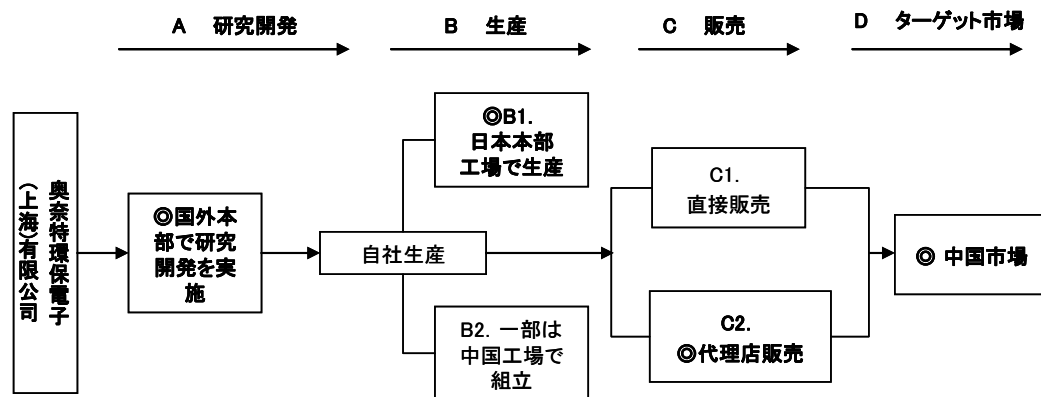 A 研究開発
B 生産
C 販売
D ターゲット市場
奥奈特環保電子
(上海)有限公司
◎国外本
部で研究
開発を実
施
自社生産
◎B1.
日本本部
工場で生産
B2. 一部は
中国工場で
組立
C1.
直接販売
C2.
◎代理店販売
◎ 中国市場